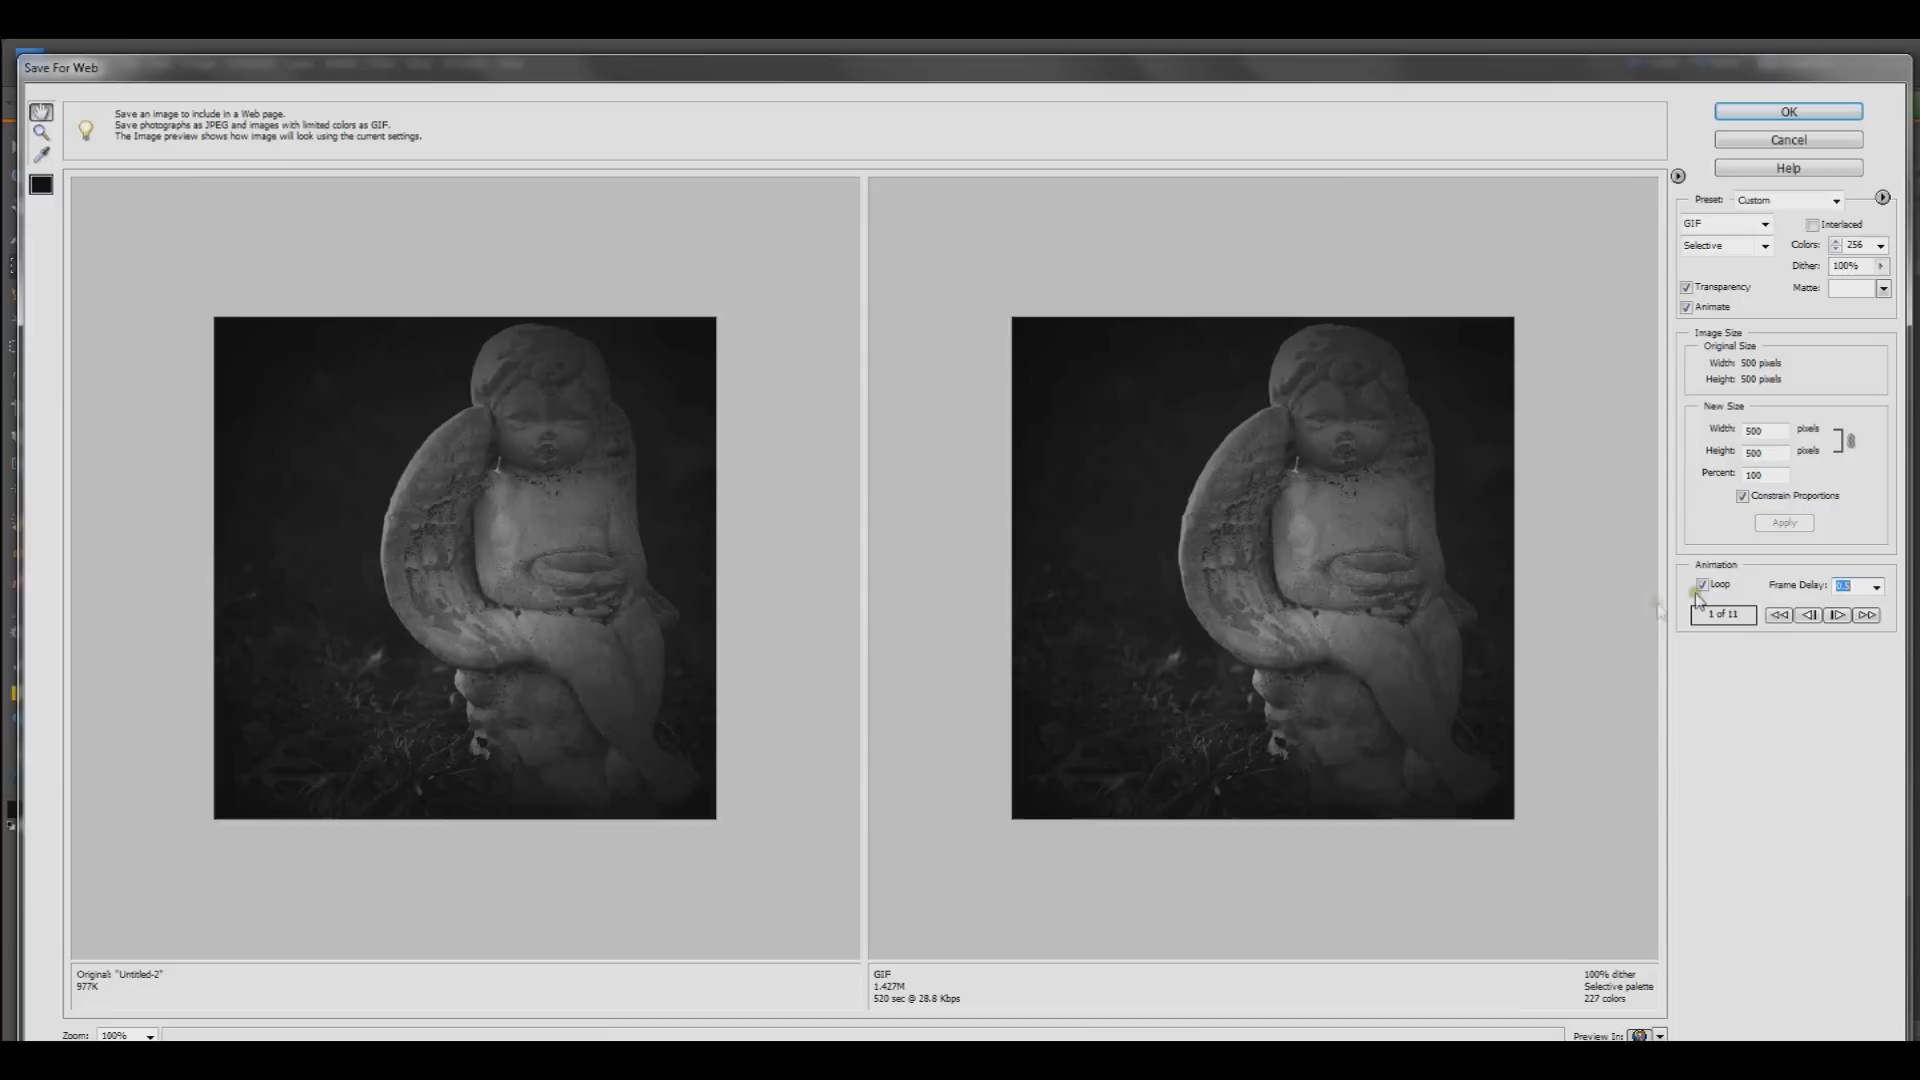 Save For Web
Save an image to include in a Web page.
Save photographs as JPEG and images with limited colors as GIF.
The Image preview shows how image will look using the current settings.
OK
Cancel
Help
Preset: Custom
GIF
Interlaced
Selective
Colors: 256
Dither: 100%
Transparency
Matte:
Animate
Image Size
Original Size
Width: 500 pixels
Height: 500 pixels
New Size
Width: 500 pixels
Height: 500 pixels
Percent: 100
Constrain Proportions
Apply
Animation
Loop
Frame Delay: 0.5
1 of 11
Original: "Untitled-2"
977K
GIF
1.427M
520 sec @ 28.8 Kbps
100% dither
Selective palette
227 colors
Zoom: 100%
Preview In: